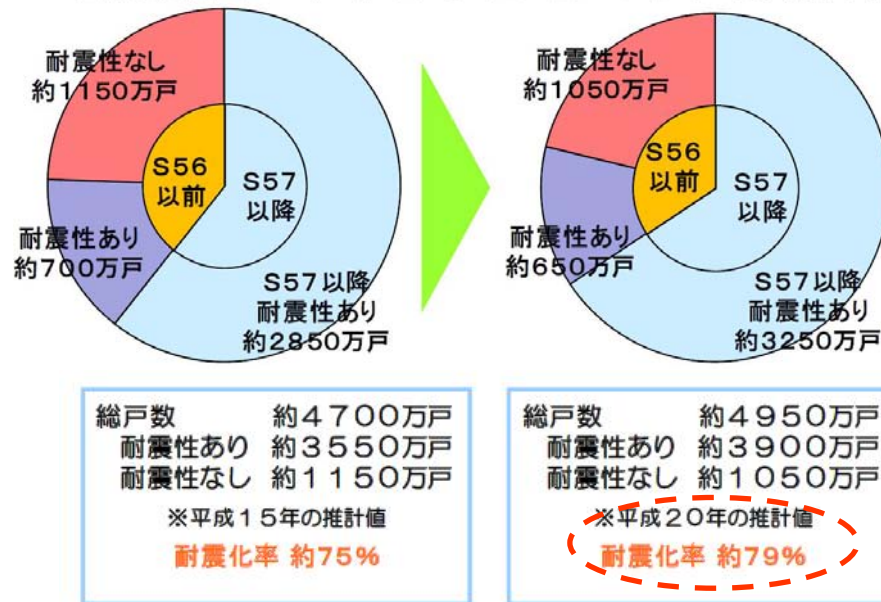 耐震性なし
約1150万戸
S56
以前
S57
以降
耐震性あり
約700万戸
S57以降
耐震性あり
約2850万戸
耐震性なし
約1050万戸
S56
以前
S57
以降
耐震性あり
約650万戸
S57以降
耐震性あり
約3250万戸
総戸数 約4700万戸
耐震性あり 約3550万戸
耐震性なし 約1150万戸
※平成15年の推計値
耐震化率 約75%
総戸数 約4950万戸
耐震性あり 約3900万戸
耐震性なし 約1050万戸
※平成20年の推計値
耐震化率 約79%